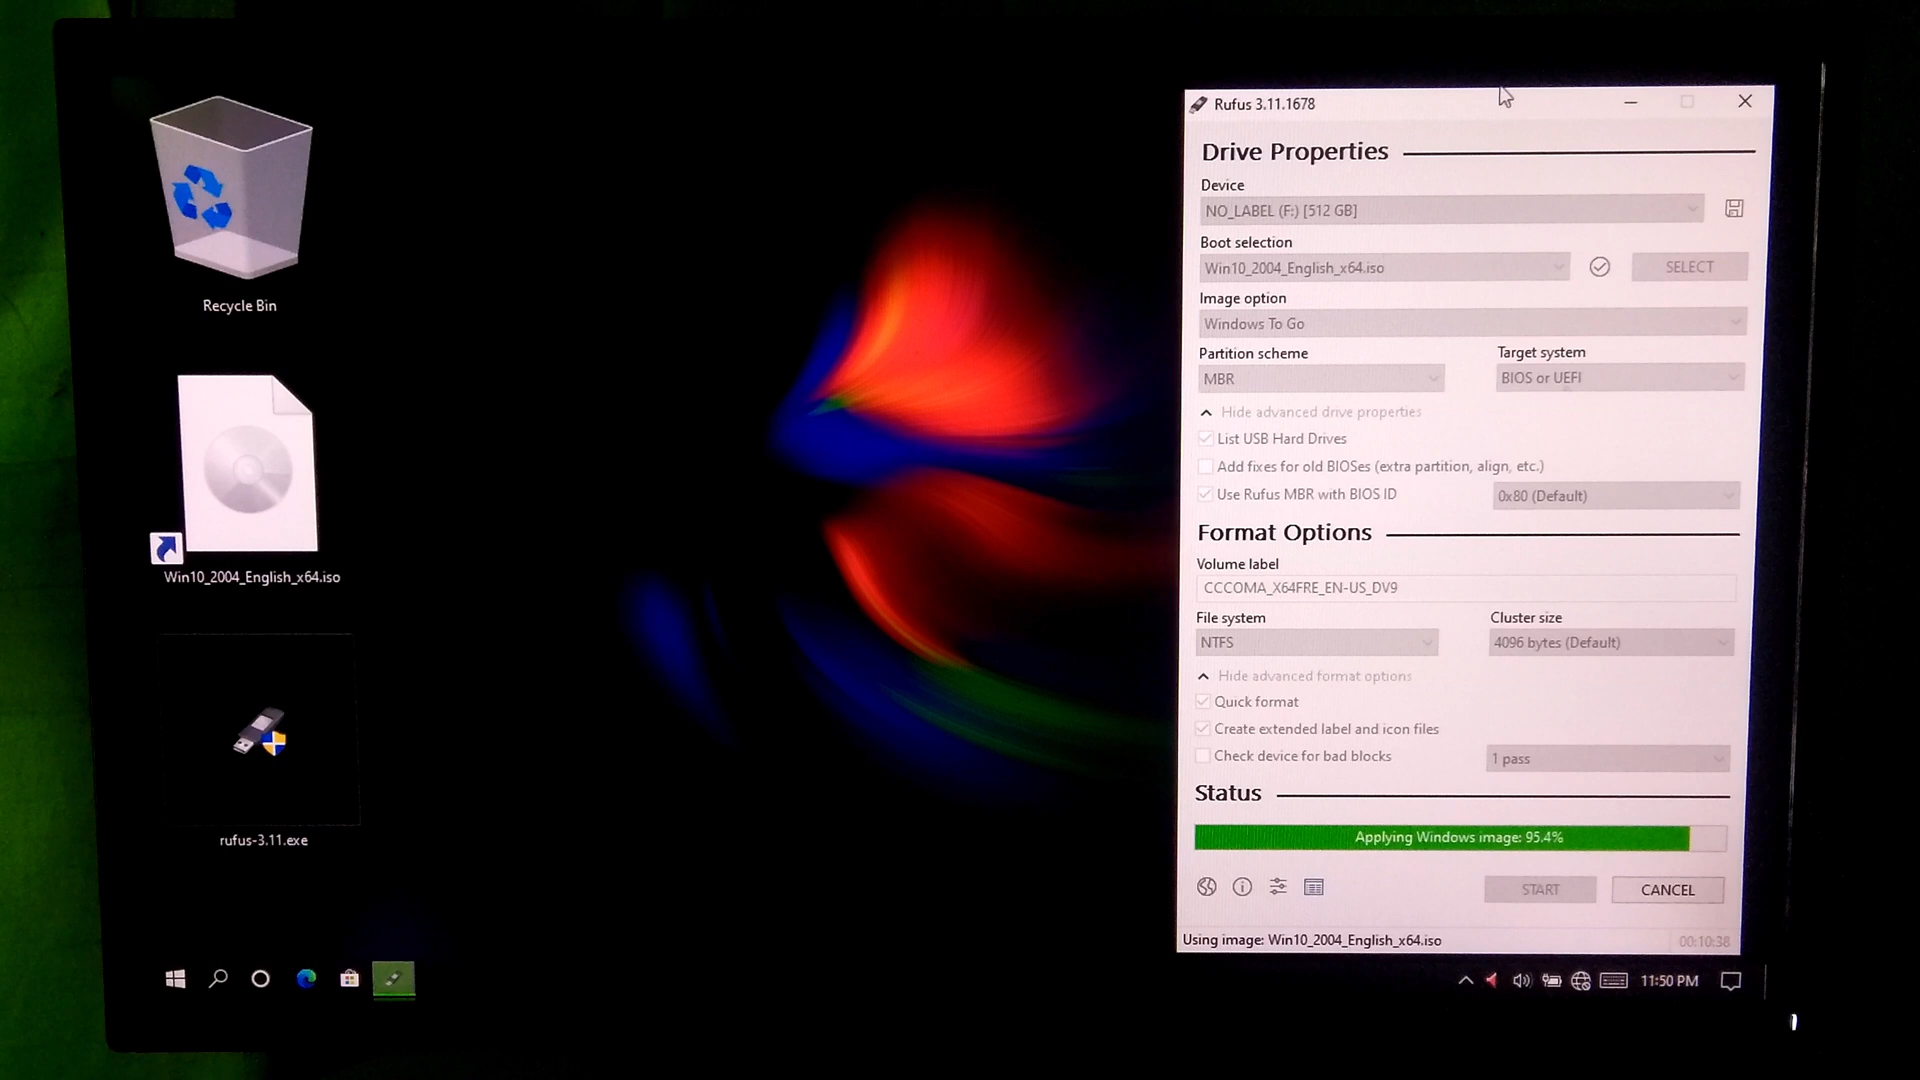 Recycle Bin
Win10_2004_English_x64.iso
rufus-3.11.exe
Rufus 3.11.1678
Drive Properties
Device
NO_LABEL (F:) [512 GB]
Boot selection
Win10_2004_English_x64.iso
SELECT
Image option
Windows To Go
Partition scheme
Target system
MBR
BIOS or UEFI
Hide advanced drive properties
List USB Hard Drives
Add fixes for old BIOSes (extra partition, align, etc.)
Use Rufus MBR with BIOS ID
0x80 (Default)
Format Options
Volume label
CCCOMA_X64FRE_EN-US_DV9
File system
Cluster size
NTFS
4096 bytes (Default)
Hide advanced format options
Quick format
Create extended label and icon files
Check device for bad blocks
1 pass
Status
Applying Windows image: 95.4%
START
CANCEL
Using image: Win10_2004_English_x64.iso
00:10:38
11:50 PM